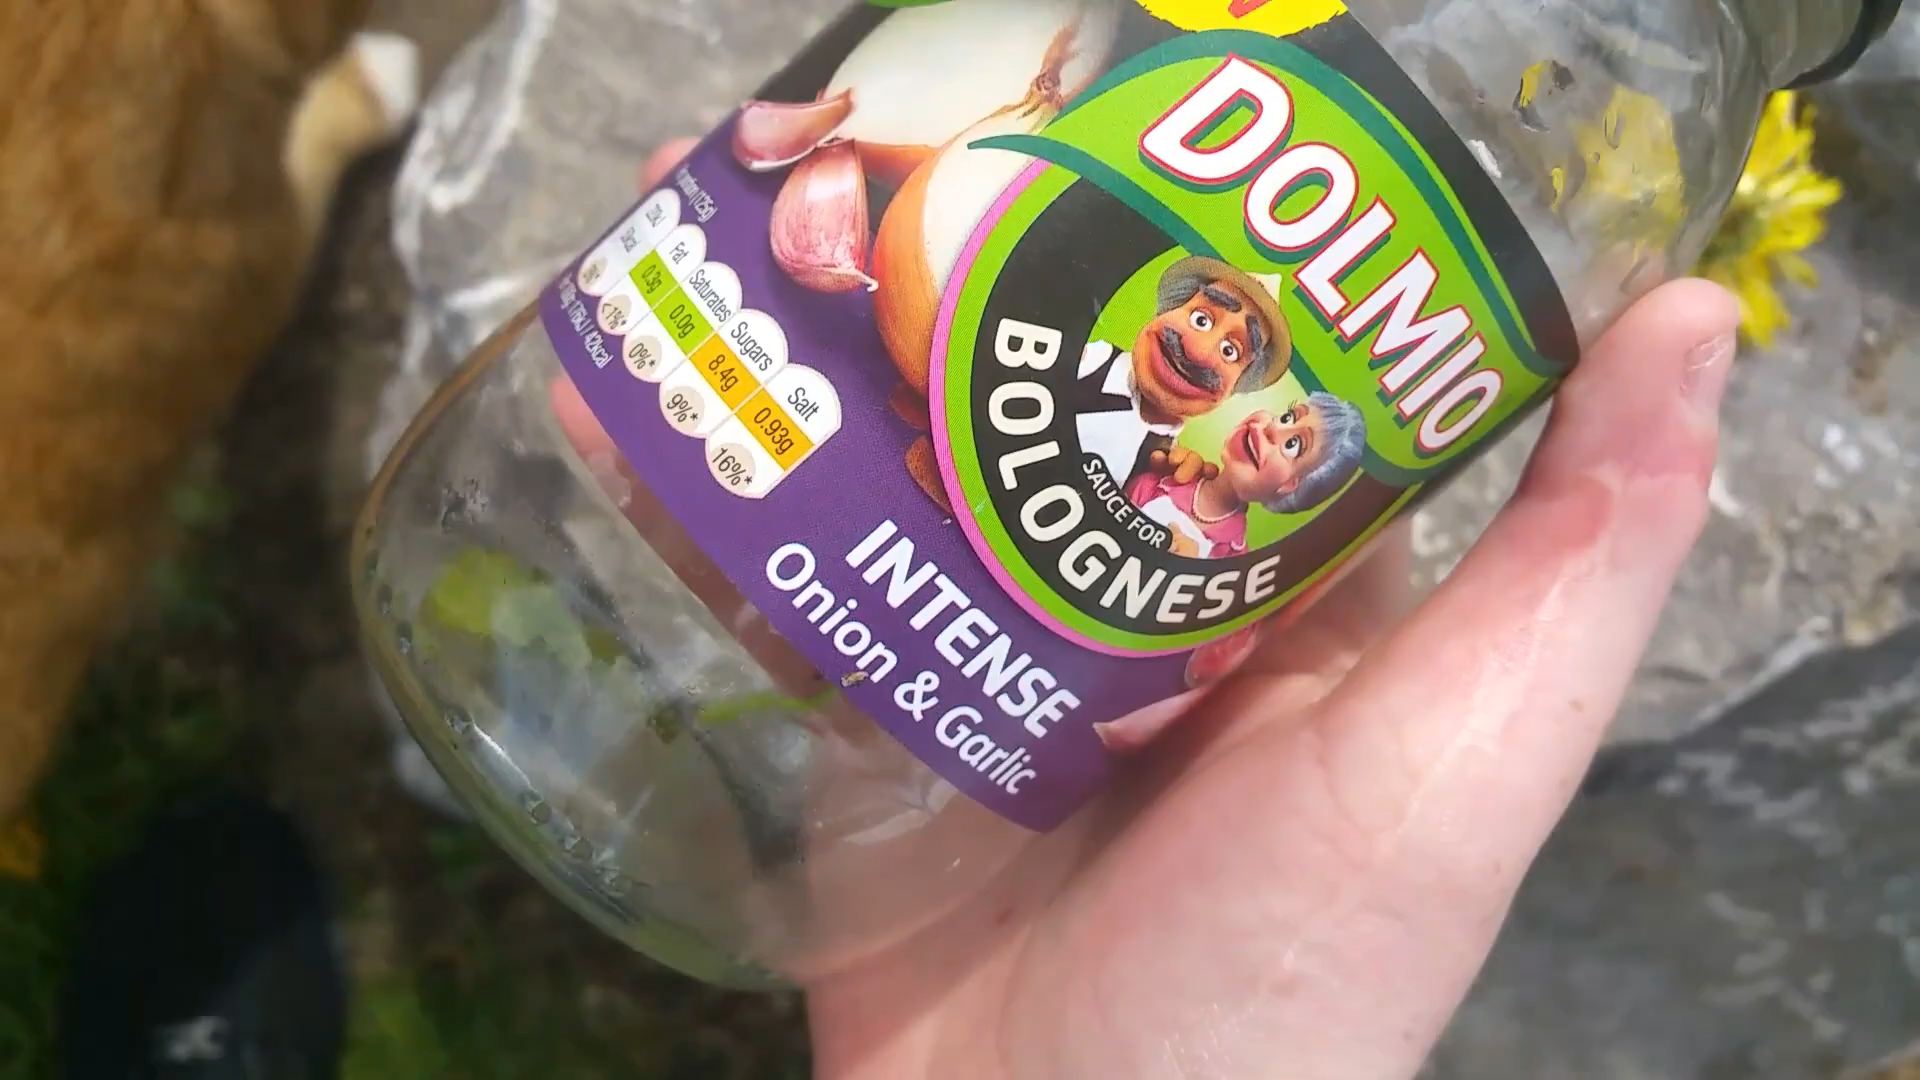 DOLMIO
SAUCE FOR
BOLOGNESE
INTENSE
Onion & Garlic
Fat
0.3g
<1%*
Saturates
0.0g
0%*
Sugars
8.4g
9%*
Salt
0.93g
16%*